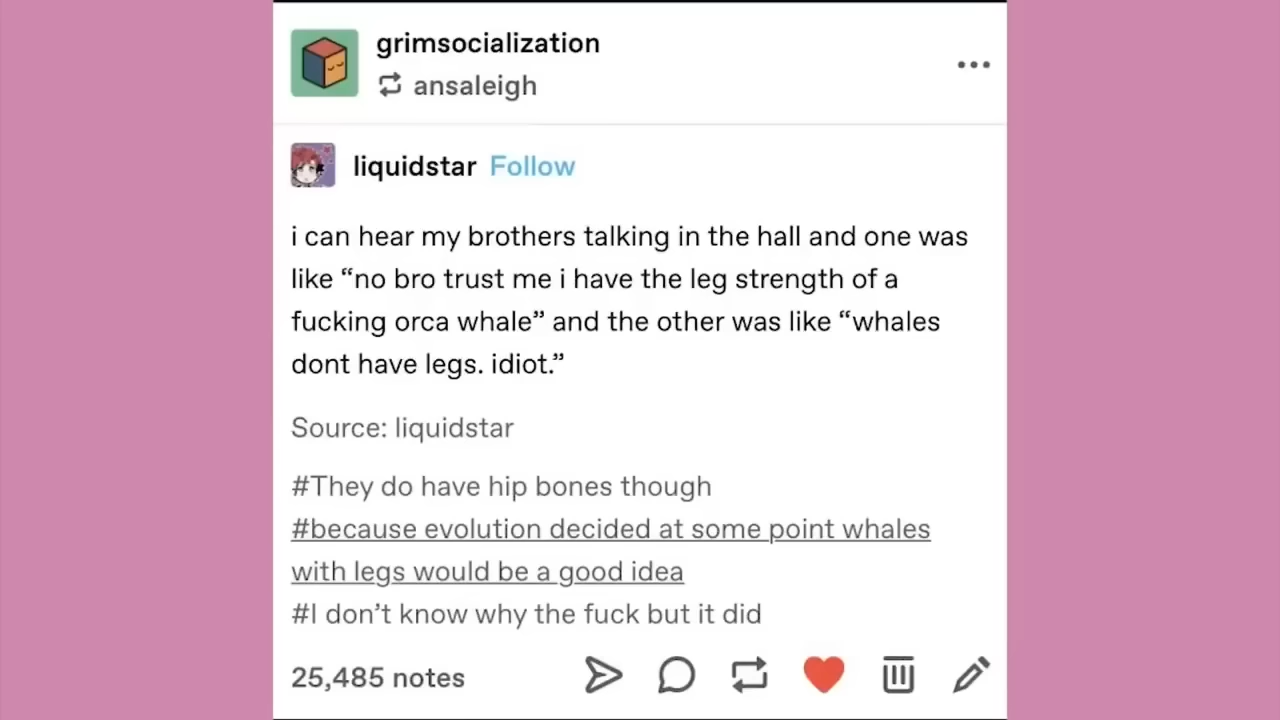 grimsocialization
ansaleigh
liquidstar Follow
i can hear my brothers talking in the hall and one was
like “no bro trust me i have the leg strength of a
fucking orca whale” and the other was like “whales
dont have legs. idiot.”
Source: liquidstar
#They do have hip bones though
#because evolution decided at some point whales
with legs would be a good idea
#I don’t know why the fuck but it did
25,485 notes